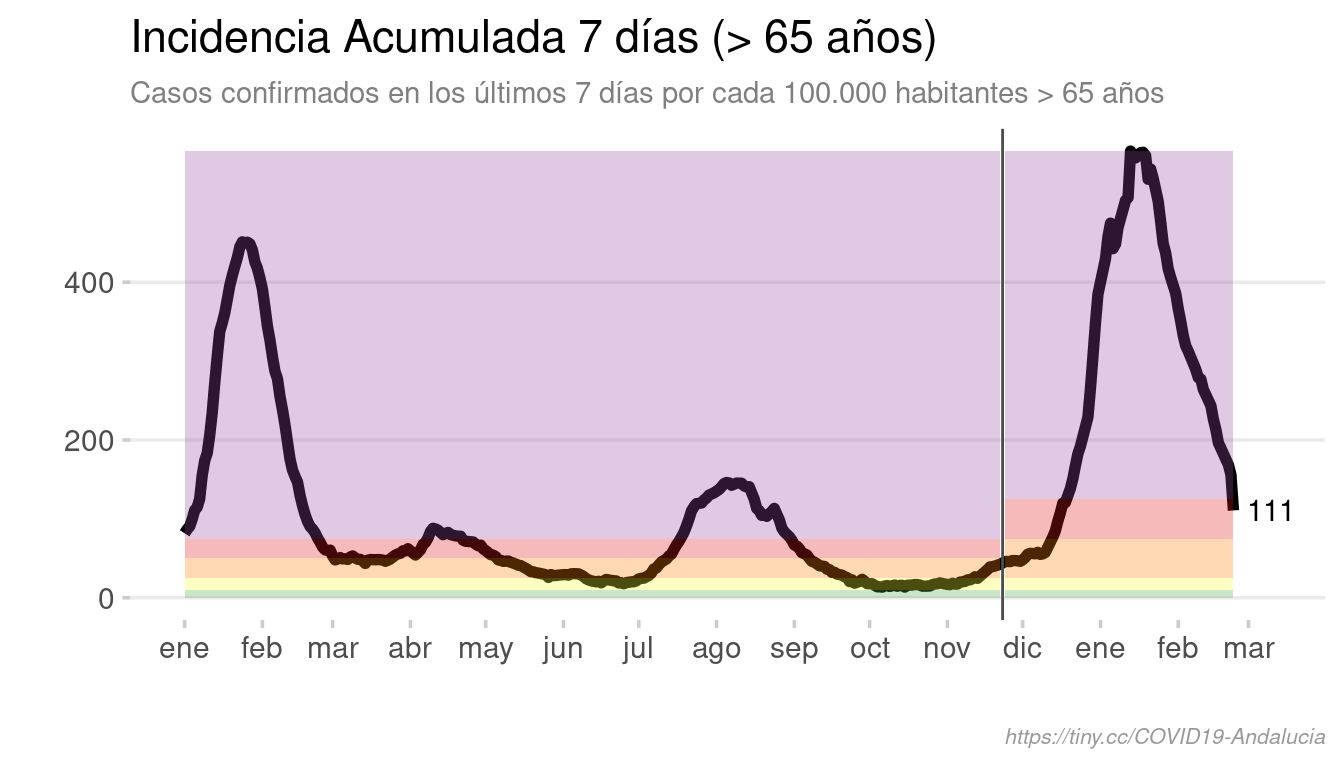 Incidencia Acumulada 7 días (> 65 años)
Casos confirmados en los últimos 7 días por cada 100.000 habitantes > 65 años
400
200
0
111
ene feb mar abr may jun jul ago sep oct nov dic ene feb mar
https://tiny.cc/COVID19-Andalucia